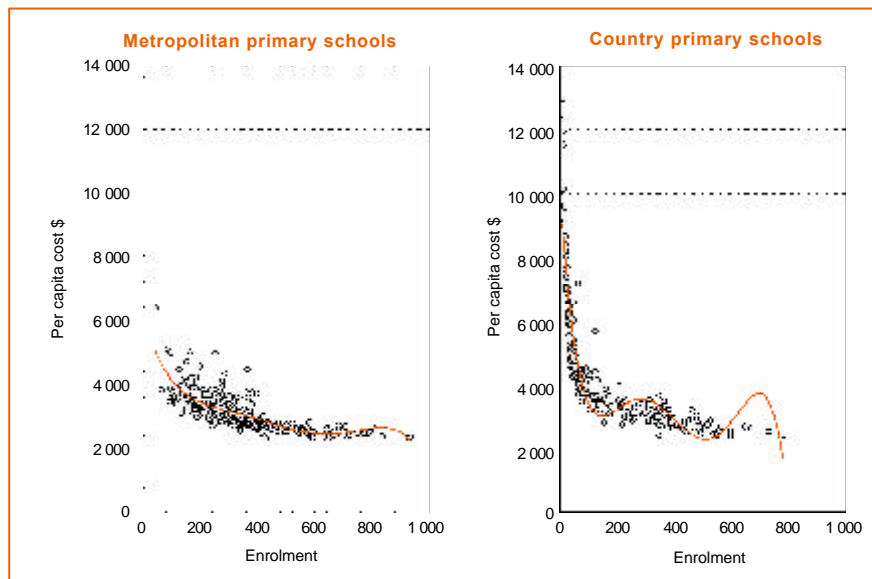 Metropolitan primary schools
14 000
12 000
10 000
8 000
6 000
4 000
2 000
0
Per capita cost $
0 200 400 600 800 1 000
Enrolment
Country primary schools
14 000
12 000
10 000
8 000
6 000
4 000
2 000
0
Per capita cost $
0 200 400 600 800 1 000
Enrolment